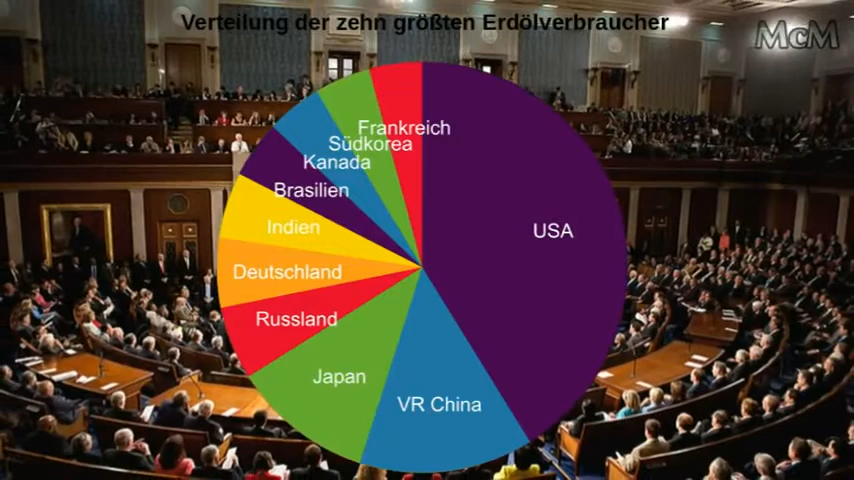 Verteilung der zehn größten Erdölverbraucher
McM
Frankreich
Südkorea
Kanada
Brasilien
Indien
USA
Deutschland
Russland
Japan
VR China